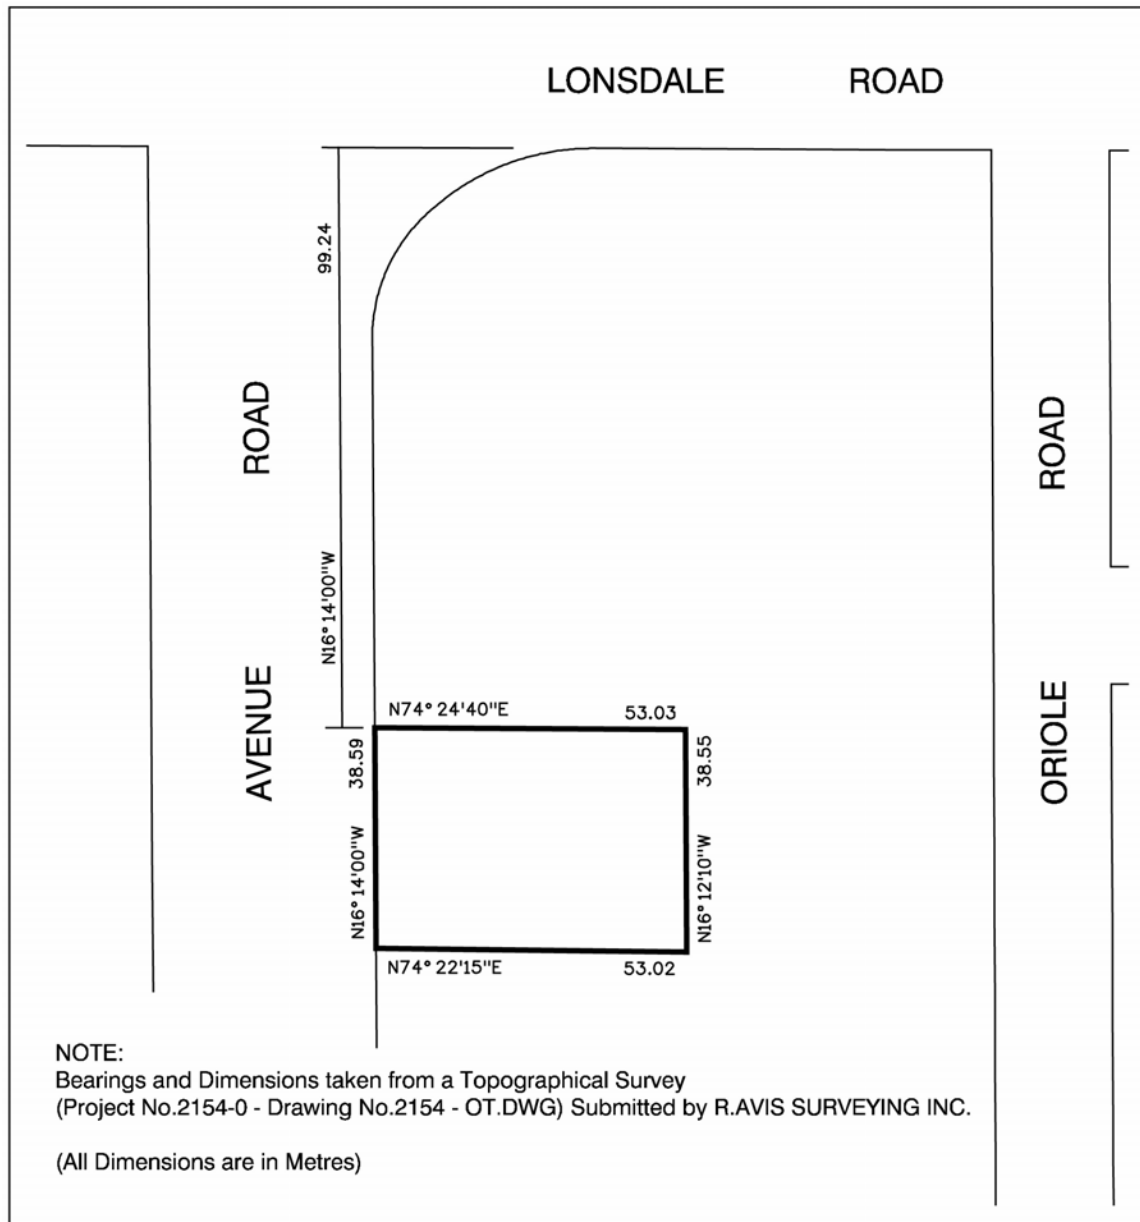 LONSDALE ROAD
99.24
N16° 14'00"W
AVENUE ROAD
ORIOLE ROAD
N74° 24'40"E 53.03
38.59
N16° 14'00"W
38.55
N16° 12'10"W
N74° 22'15"E 53.02
NOTE:
Bearings and Dimensions taken from a Topographical Survey
(Project No.2154-0 - Drawing No.2154 - OT.DWG) Submitted by R.AVIS SURVEYING INC.
(All Dimensions are in Metres)